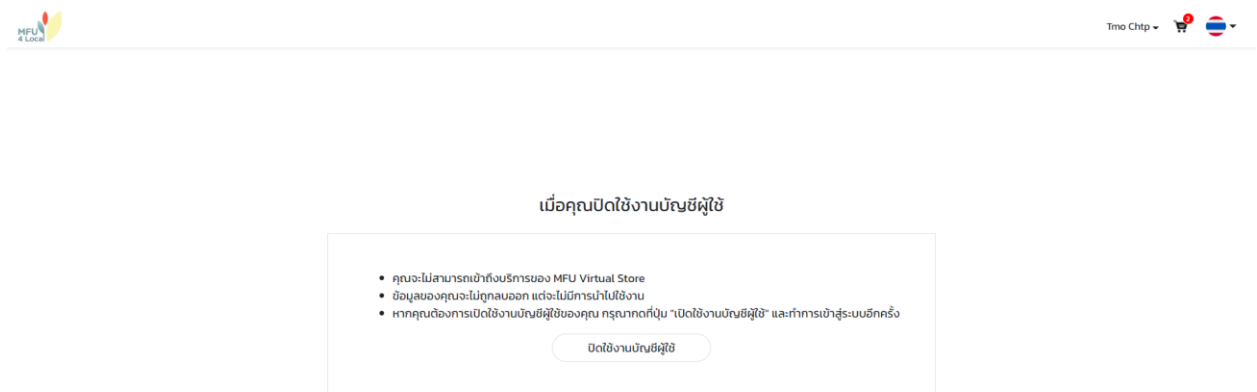 MFU
4 Local
Tmo Chtp
2
เมื่อคุณปิดใช้งานบัญชีผู้ใช้
คุณจะไม่สามารถเข้าถึงบริการของ MFU Virtual Store
ข้อมูลของคุณจะไม่ถูกลบออก แต่จะไม่มีการนำไปใช้งาน
หากคุณต้องการเปิดใช้งานบัญชีผู้ใช้ของคุณ กรุณากดที่ปุ่ม "เปิดใช้งานบัญชีผู้ใช้" และทำการเข้าสู่ระบบอีกครั้ง
ปิดใช้งานบัญชีผู้ใช้